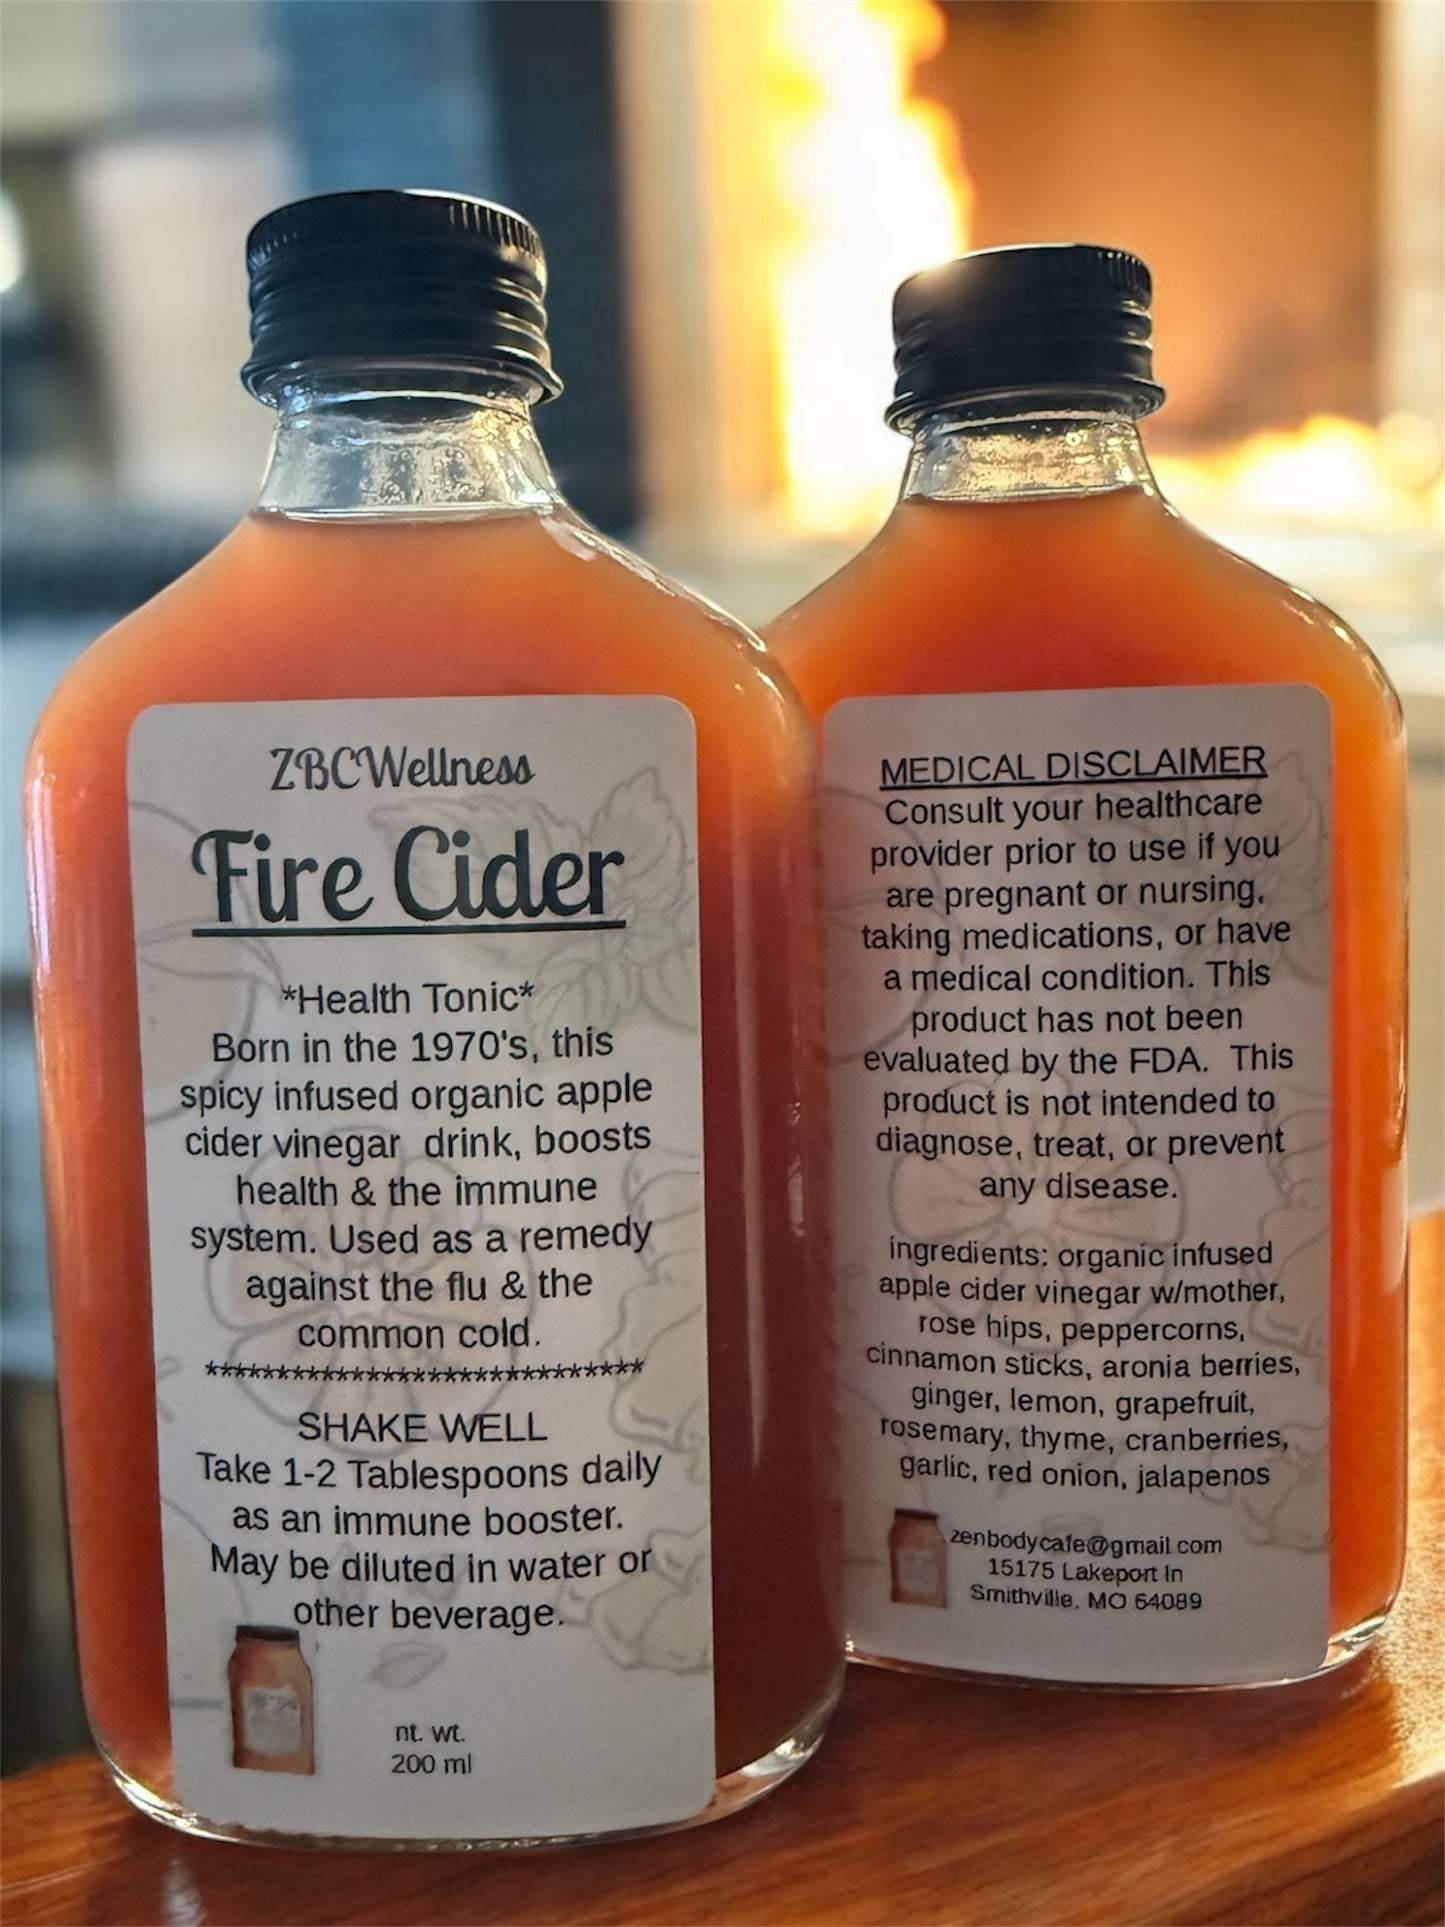 ZBCWellness
Fire Cider
*Health Tonic*
Born in the 1970's, this
spicy infused organic apple
cider vinegar drink, boosts
health & the immune
system. Used as a remedy
against the flu & the
common cold.
******************************
SHAKE WELL
Take 1-2 Tablespoons daily
as an immune booster.
May be diluted in water or
other beverage.
nt. wt.
200 ml
MEDICAL DISCLAIMER
Consult your healthcare
provider prior to use if you
are pregnant or nursing,
taking medications, or have
a medical condition. This
product has not been
evaluated by the FDA. This
product is not intended to
diagnose, treat, or prevent
any disease.
ingredients: organic infused
apple cider vinegar w/mother,
rose hips, peppercorns,
cinnamon sticks, aronia berries,
ginger, lemon, grapefruit,
rosemary, thyme, cranberries,
garlic, red onion, jalapenos
zenbodycafe@gmail.com
15175 Lakeport ln
Smithville, MO 64089